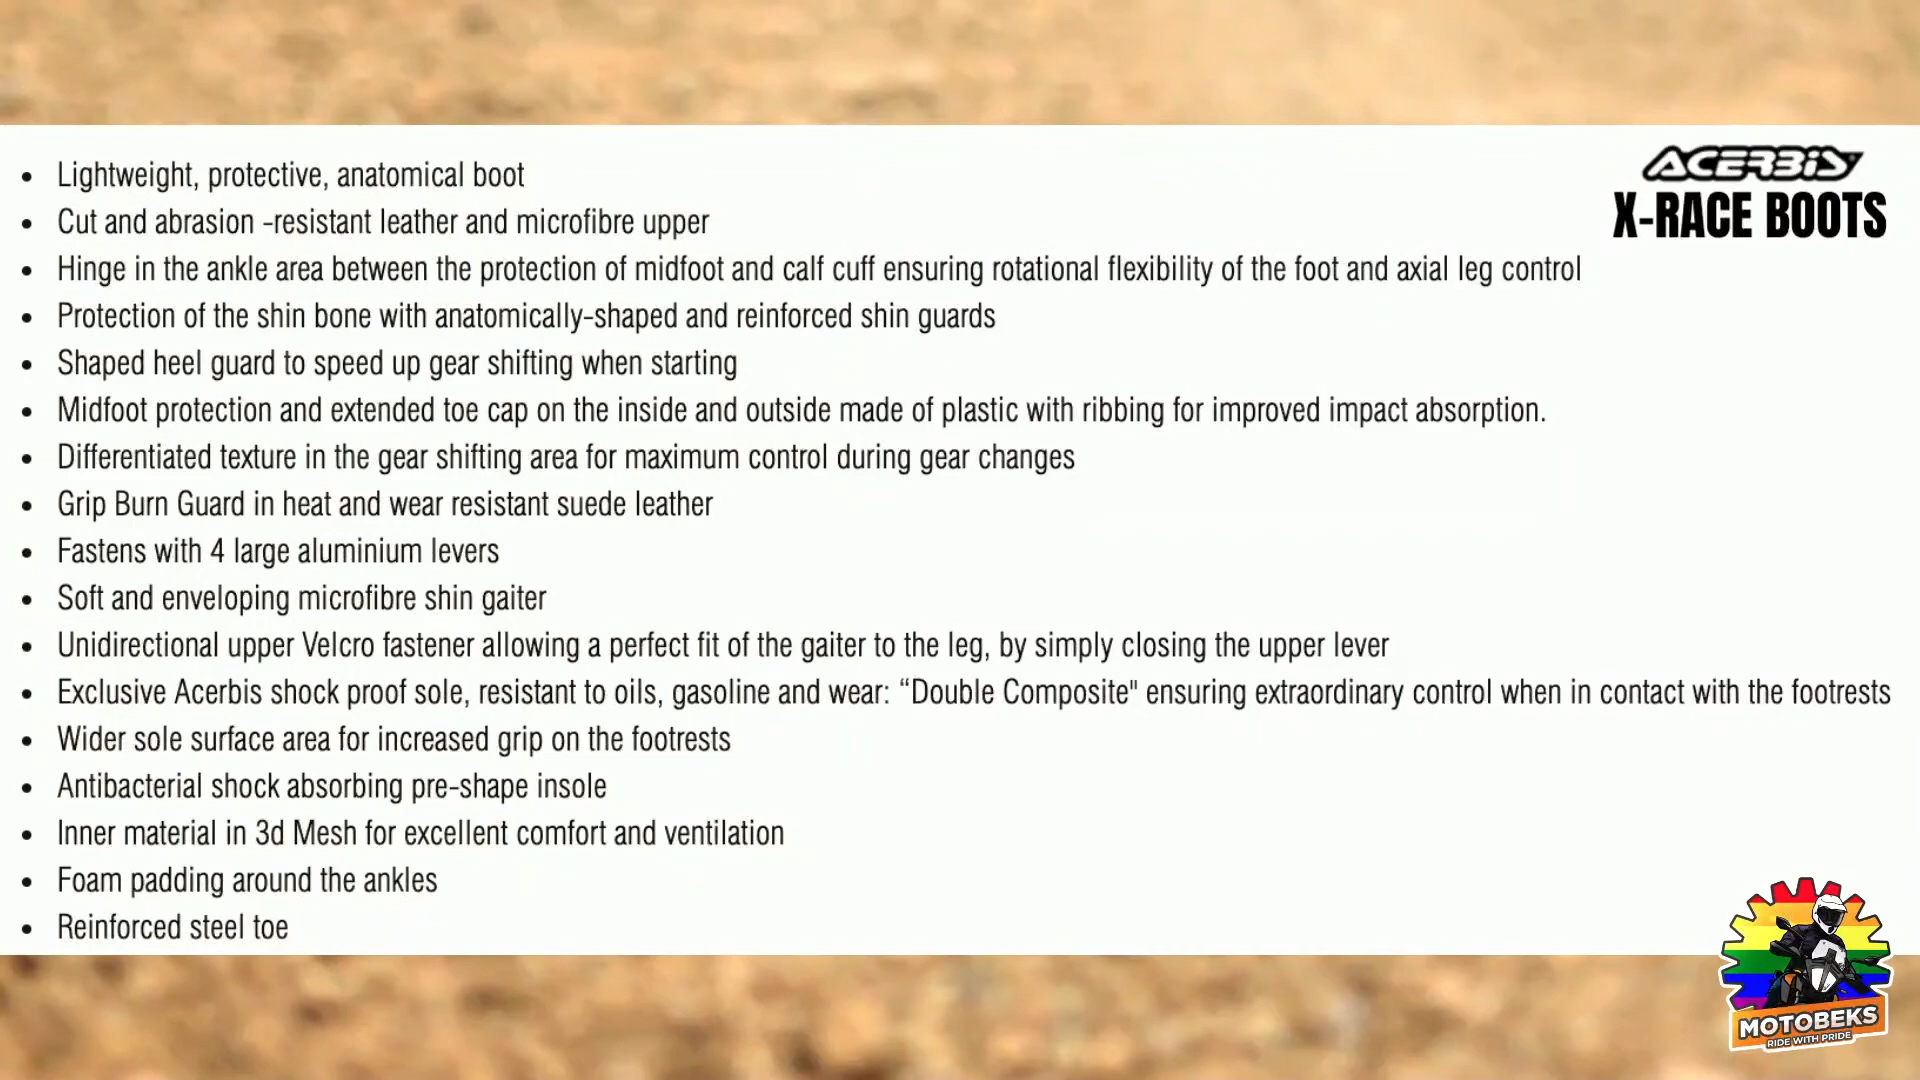 ACERBIS
X-RACE BOOTS
• Lightweight, protective, anatomical boot
• Cut and abrasion -resistant leather and microfibre upper
• Hinge in the ankle area between the protection of midfoot and calf cuff ensuring rotational flexibility of the foot and axial leg control
• Protection of the shin bone with anatomically-shaped and reinforced shin guards
• Shaped heel guard to speed up gear shifting when starting
• Midfoot protection and extended toe cap on the inside and outside made of plastic with ribbing for improved impact absorption.
• Differentiated texture in the gear shifting area for maximum control during gear changes
• Grip Burn Guard in heat and wear resistant suede leather
• Fastens with 4 large aluminium levers
• Soft and enveloping microfibre shin gaiter
• Unidirectional upper Velcro fastener allowing a perfect fit of the gaiter to the leg, by simply closing the upper lever
• Exclusive Acerbis shock proof sole, resistant to oils, gasoline and wear: “Double Composite" ensuring extraordinary control when in contact with the footrests
• Wider sole surface area for increased grip on the footrests
• Antibacterial shock absorbing pre-shape insole
• Inner material in 3d Mesh for excellent comfort and ventilation
• Foam padding around the ankles
• Reinforced steel toe
MOTOBEKS
RIDE WITH PRIDE